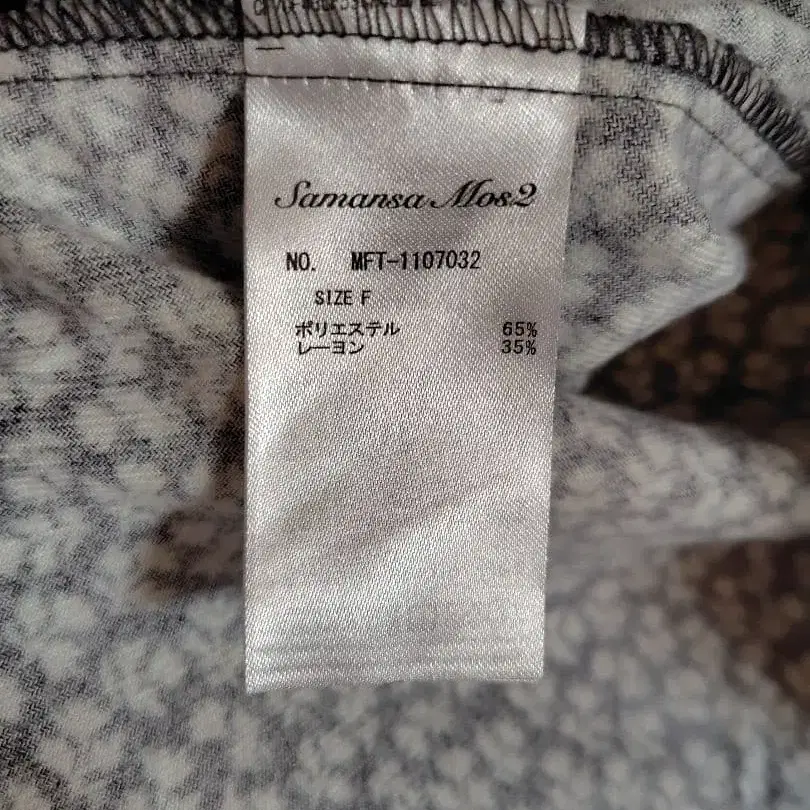 Samansa Mos2
NO. MFT-1107032
SIZE F
ポリエステル 65%
レーヨン 35%